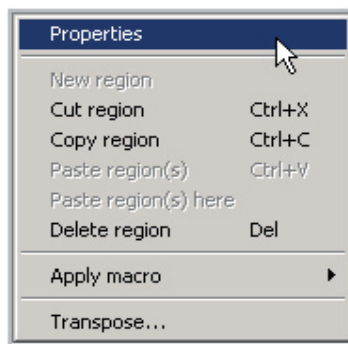 Properties
New region
Cut region Ctrl+X
Copy region Ctrl+C
Paste region(s) Ctrl+V
Paste region(s) here
Delete region Del
Apply macro
Transpose...